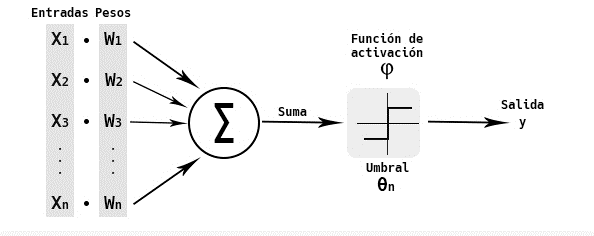 Entradas Pesos
X1 • W1
X2 • W2
X3 • W3
. .
. .
. .
Xn • Wn
Σ
Suma
Función de
activación
φ
Umbral
θn
Salida
y